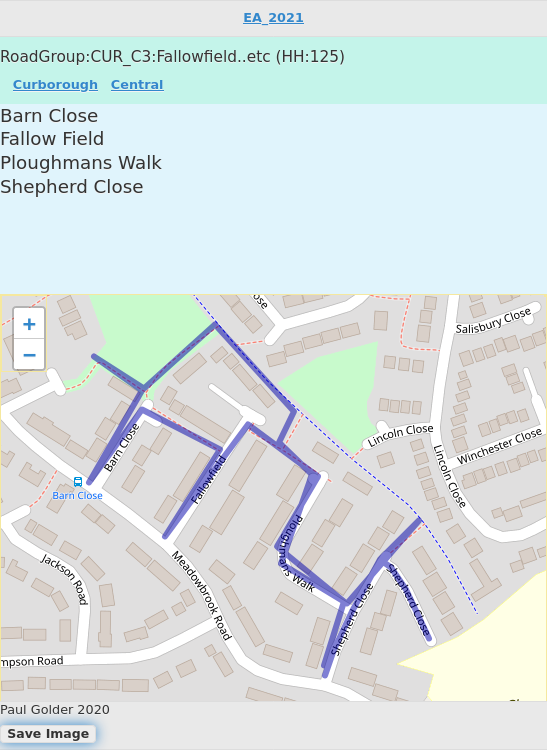 EA_2021
RoadGroup:CUR_C3:Fallowfield..etc (HH:125)
Curborough Central
Barn Close
Fallow Field
Ploughmans Walk
Shepherd Close
+
−
ose
Salisbury Close
Lincoln Close
Winchester Close
Lincoln Close
Barn Close
Fallowfield
Barn Close
Ploughmans Walk
Jackson Road
Meadowbrook Road
Shepherd Close
Shepherd Close
mpson Road
Paul Golder 2020
Save Image